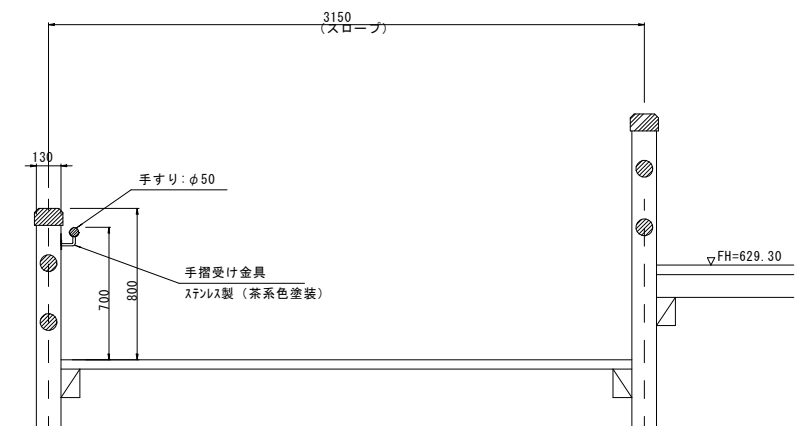 3150
(スロープ)
130
手すり:φ50
FH=629.30
手摺受け金具
ステンレス製（茶系色塗装）
700
800